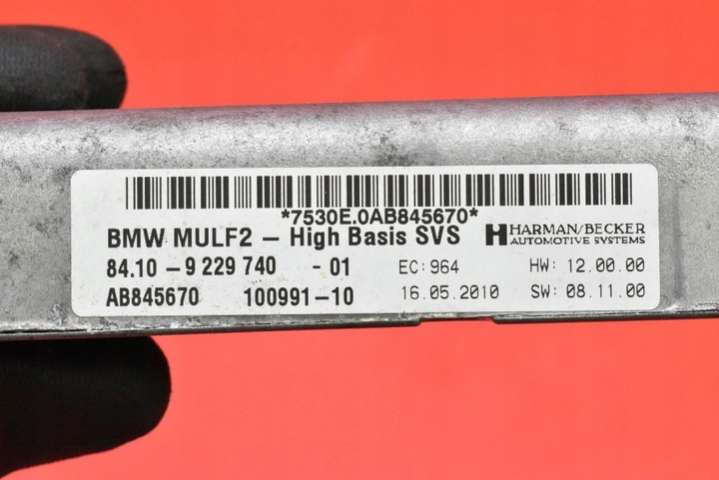 *7530E.0AB845670*
BMW MULF2 – High Basis SVS
HARMAN/BECKER
AUTOMOTIVE SYSTEMS
84.10 – 9 229 740 - 01 EC: 964 HW: 12.00.00
AB845670 100991-10 16.05.2010 SW: 08.11.00